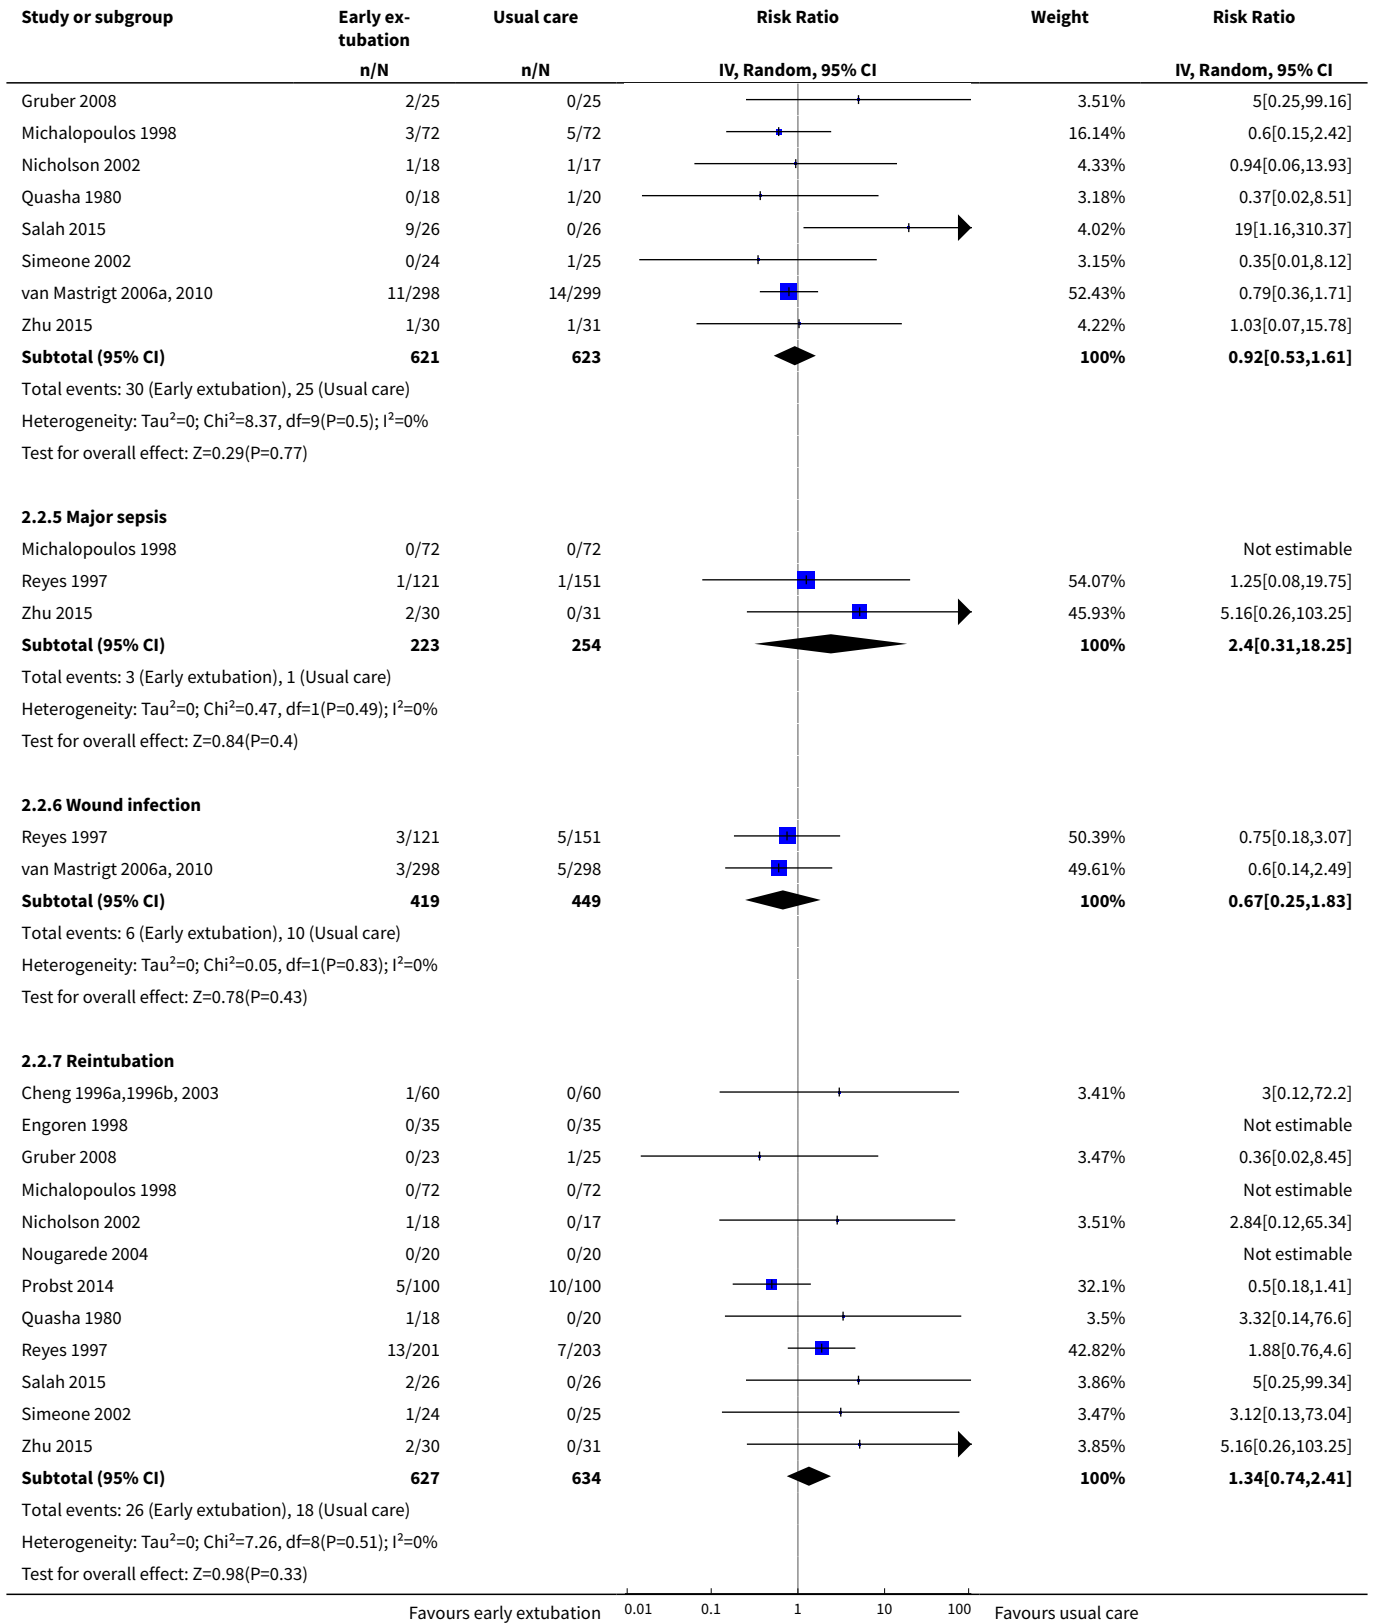 Study or subgroup Early ex- Usual care Risk Ratio Weight Risk Ratio
tubation
n/N n/N IV, Random, 95% CI IV, Random, 95% CI
Gruber 2008 2/25 0/25 3.51% 5[0.25,99.16]
Michalopoulos 1998 3/72 5/72 16.14% 0.6[0.15,2.42]
Nicholson 2002 1/18 1/17 4.33% 0.94[0.06,13.93]
Quasha 1980 0/18 1/20 3.18% 0.37[0.02,8.51]
Salah 2015 9/26 0/26 4.02% 19[1.16,310.37]
Simeone 2002 0/24 1/25 3.15% 0.35[0.01,8.12]
van Mastrigt 2006a, 2010 11/298 14/299 52.43% 0.79[0.36,1.71]
Zhu 2015 1/30 1/31 4.22% 1.03[0.07,15.78]
Subtotal (95% CI) 621 623 100% 0.92[0.53,1.61]
Total events: 30 (Early extubation), 25 (Usual care)
Heterogeneity: Tau²=0; Chi²=8.37, df=9(P=0.5); I²=0%
Test for overall effect: Z=0.29(P=0.77)
2.2.5 Major sepsis
Michalopoulos 1998 0/72 0/72 Not estimable
Reyes 1997 1/121 1/151 54.07% 1.25[0.08,19.75]
Zhu 2015 2/30 0/31 45.93% 5.16[0.26,103.25]
Subtotal (95% CI) 223 254 100% 2.4[0.31,18.25]
Total events: 3 (Early extubation), 1 (Usual care)
Heterogeneity: Tau²=0; Chi²=0.47, df=1(P=0.49); I²=0%
Test for overall effect: Z=0.84(P=0.4)
2.2.6 Wound infection
Reyes 1997 3/121 5/151 50.39% 0.75[0.18,3.07]
van Mastrigt 2006a, 2010 3/298 5/298 49.61% 0.6[0.14,2.49]
Subtotal (95% CI) 419 449 100% 0.67[0.25,1.83]
Total events: 6 (Early extubation), 10 (Usual care)
Heterogeneity: Tau²=0; Chi²=0.05, df=1(P=0.83); I²=0%
Test for overall effect: Z=0.78(P=0.43)
2.2.7 Reintubation
Cheng 1996a,1996b, 2003 1/60 0/60 3.41% 3[0.12,72.2]
Engoren 1998 0/35 0/35 Not estimable
Gruber 2008 0/23 1/25 3.47% 0.36[0.02,8.45]
Michalopoulos 1998 0/72 0/72 Not estimable
Nicholson 2002 1/18 0/17 3.51% 2.84[0.12,65.34]
Nougarede 2004 0/20 0/20 Not estimable
Probst 2014 5/100 10/100 32.1% 0.5[0.18,1.41]
Quasha 1980 1/18 0/20 3.5% 3.32[0.14,76.6]
Reyes 1997 13/201 7/203 42.82% 1.88[0.76,4.6]
Salah 2015 2/26 0/26 3.86% 5[0.25,99.34]
Simeone 2002 1/24 0/25 3.47% 3.12[0.13,73.04]
Zhu 2015 2/30 0/31 3.85% 5.16[0.26,103.25]
Subtotal (95% CI) 627 634 100% 1.34[0.74,2.41]
Total events: 26 (Early extubation), 18 (Usual care)
Heterogeneity: Tau²=0; Chi²=7.26, df=8(P=0.51); I²=0%
Test for overall effect: Z=0.98(P=0.33)
Favours early extubation 0.01 0.1 1 10 100 Favours usual care